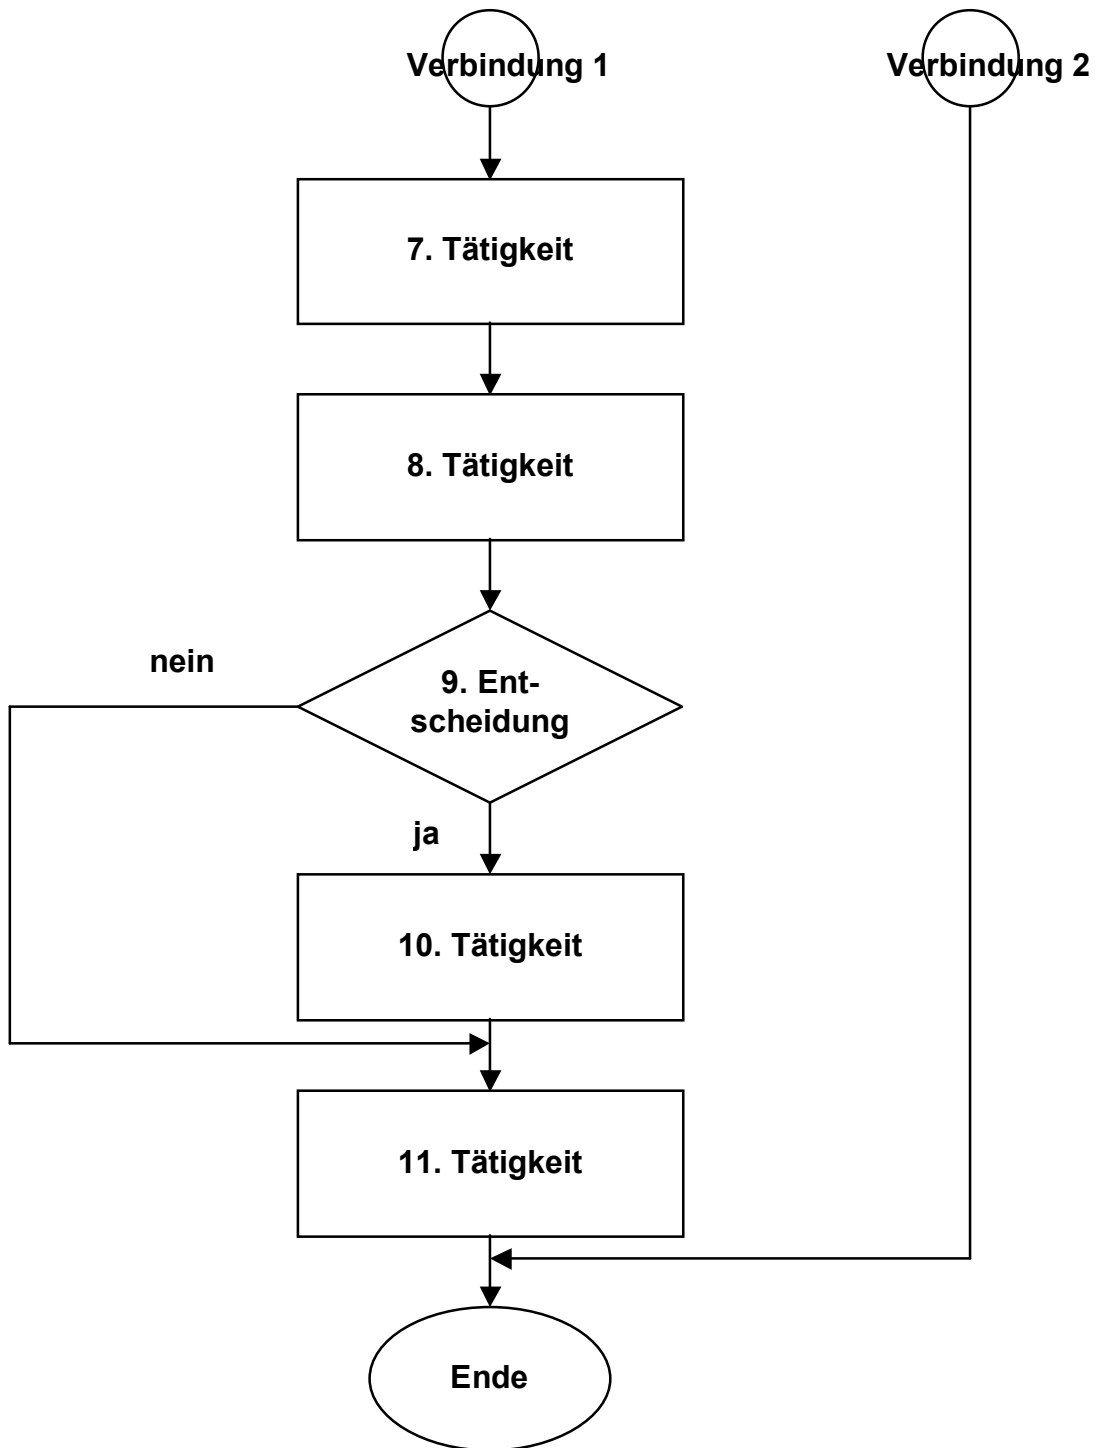 Verbindung 1
Verbindung 2
7. Tätigkeit
8. Tätigkeit
nein
9. Ent-
scheidung
ja
10. Tätigkeit
11. Tätigkeit
Ende